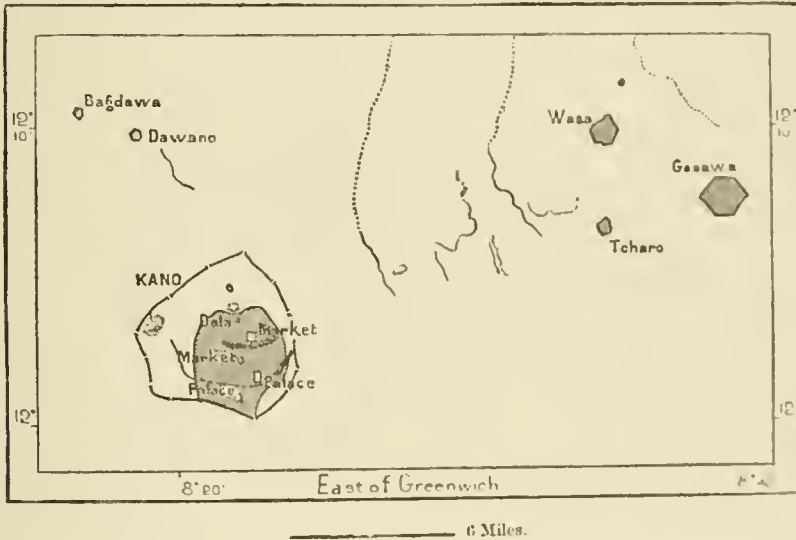 Bagdawa
Dawano
Wasa
Gasawa
12°
10'
12°
10'
Tcharo
KANO
Dala
Market
Market
Palace
Palace
12°
12°
8° 20'
East of Greenwich
6 Miles.